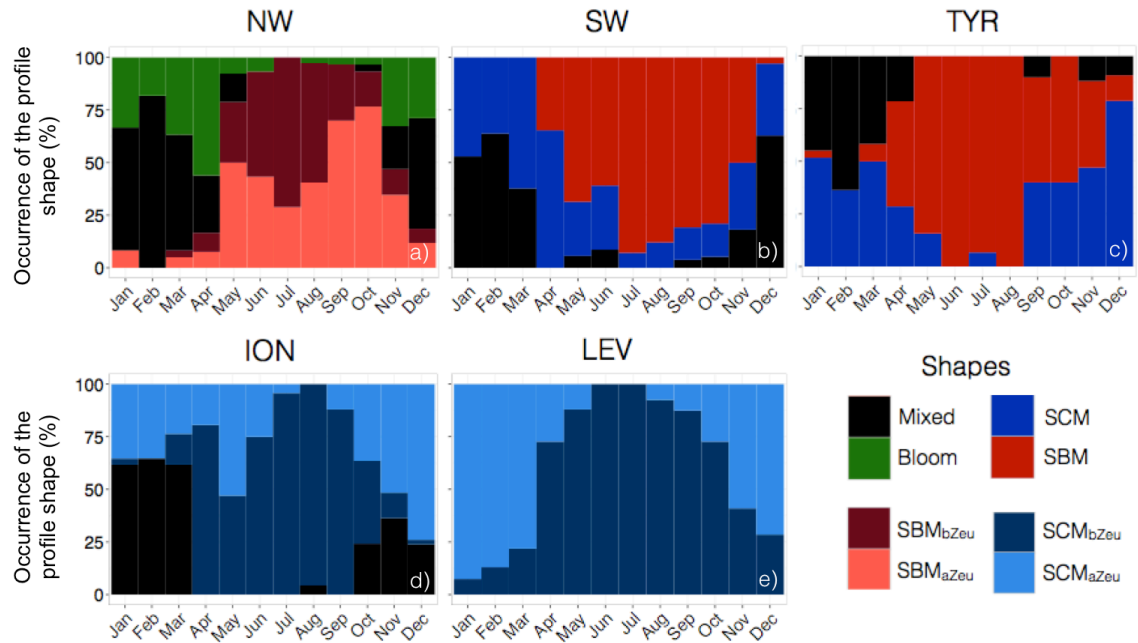 NW SW TYR
Occurrence of the profile
shape (%)
100
75
50
25
0
a) b) c)
Jan Feb Mar Apr May Jun Jul Aug Sep Oct Nov Dec
Jan Feb Mar Apr May Jun Jul Aug Sep Oct Nov Dec
Jan Feb Mar Apr May Jun Jul Aug Sep Oct Nov Dec
ION LEV
Occurrence of the
profile shape (%)
100
75
50
25
0
d) e)
Jan Feb Mar Apr May Jun Jul Aug Sep Oct Nov Dec
Jan Feb Mar Apr May Jun Jul Aug Sep Oct Nov Dec
Shapes
Mixed SCM
Bloom SBM
SBMbZeu SCMbZeu
SBMaZeu SCMaZeu